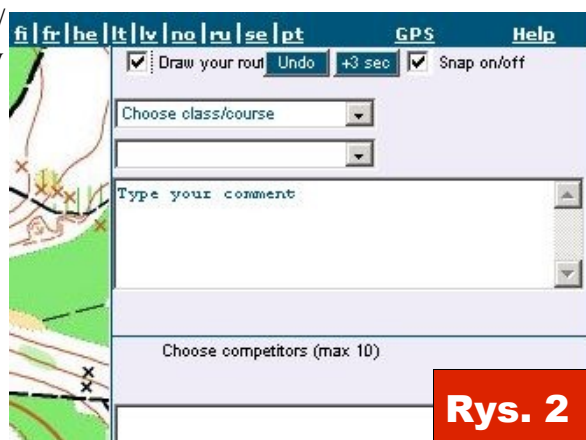 fi|fr|he|lt|lv|no|ru|se|pt GPS Help
Draw your rout Undo +3 sec Snap on/off
Choose class/course
Type your comment
Choose competitors (max 10)
Rys. 2